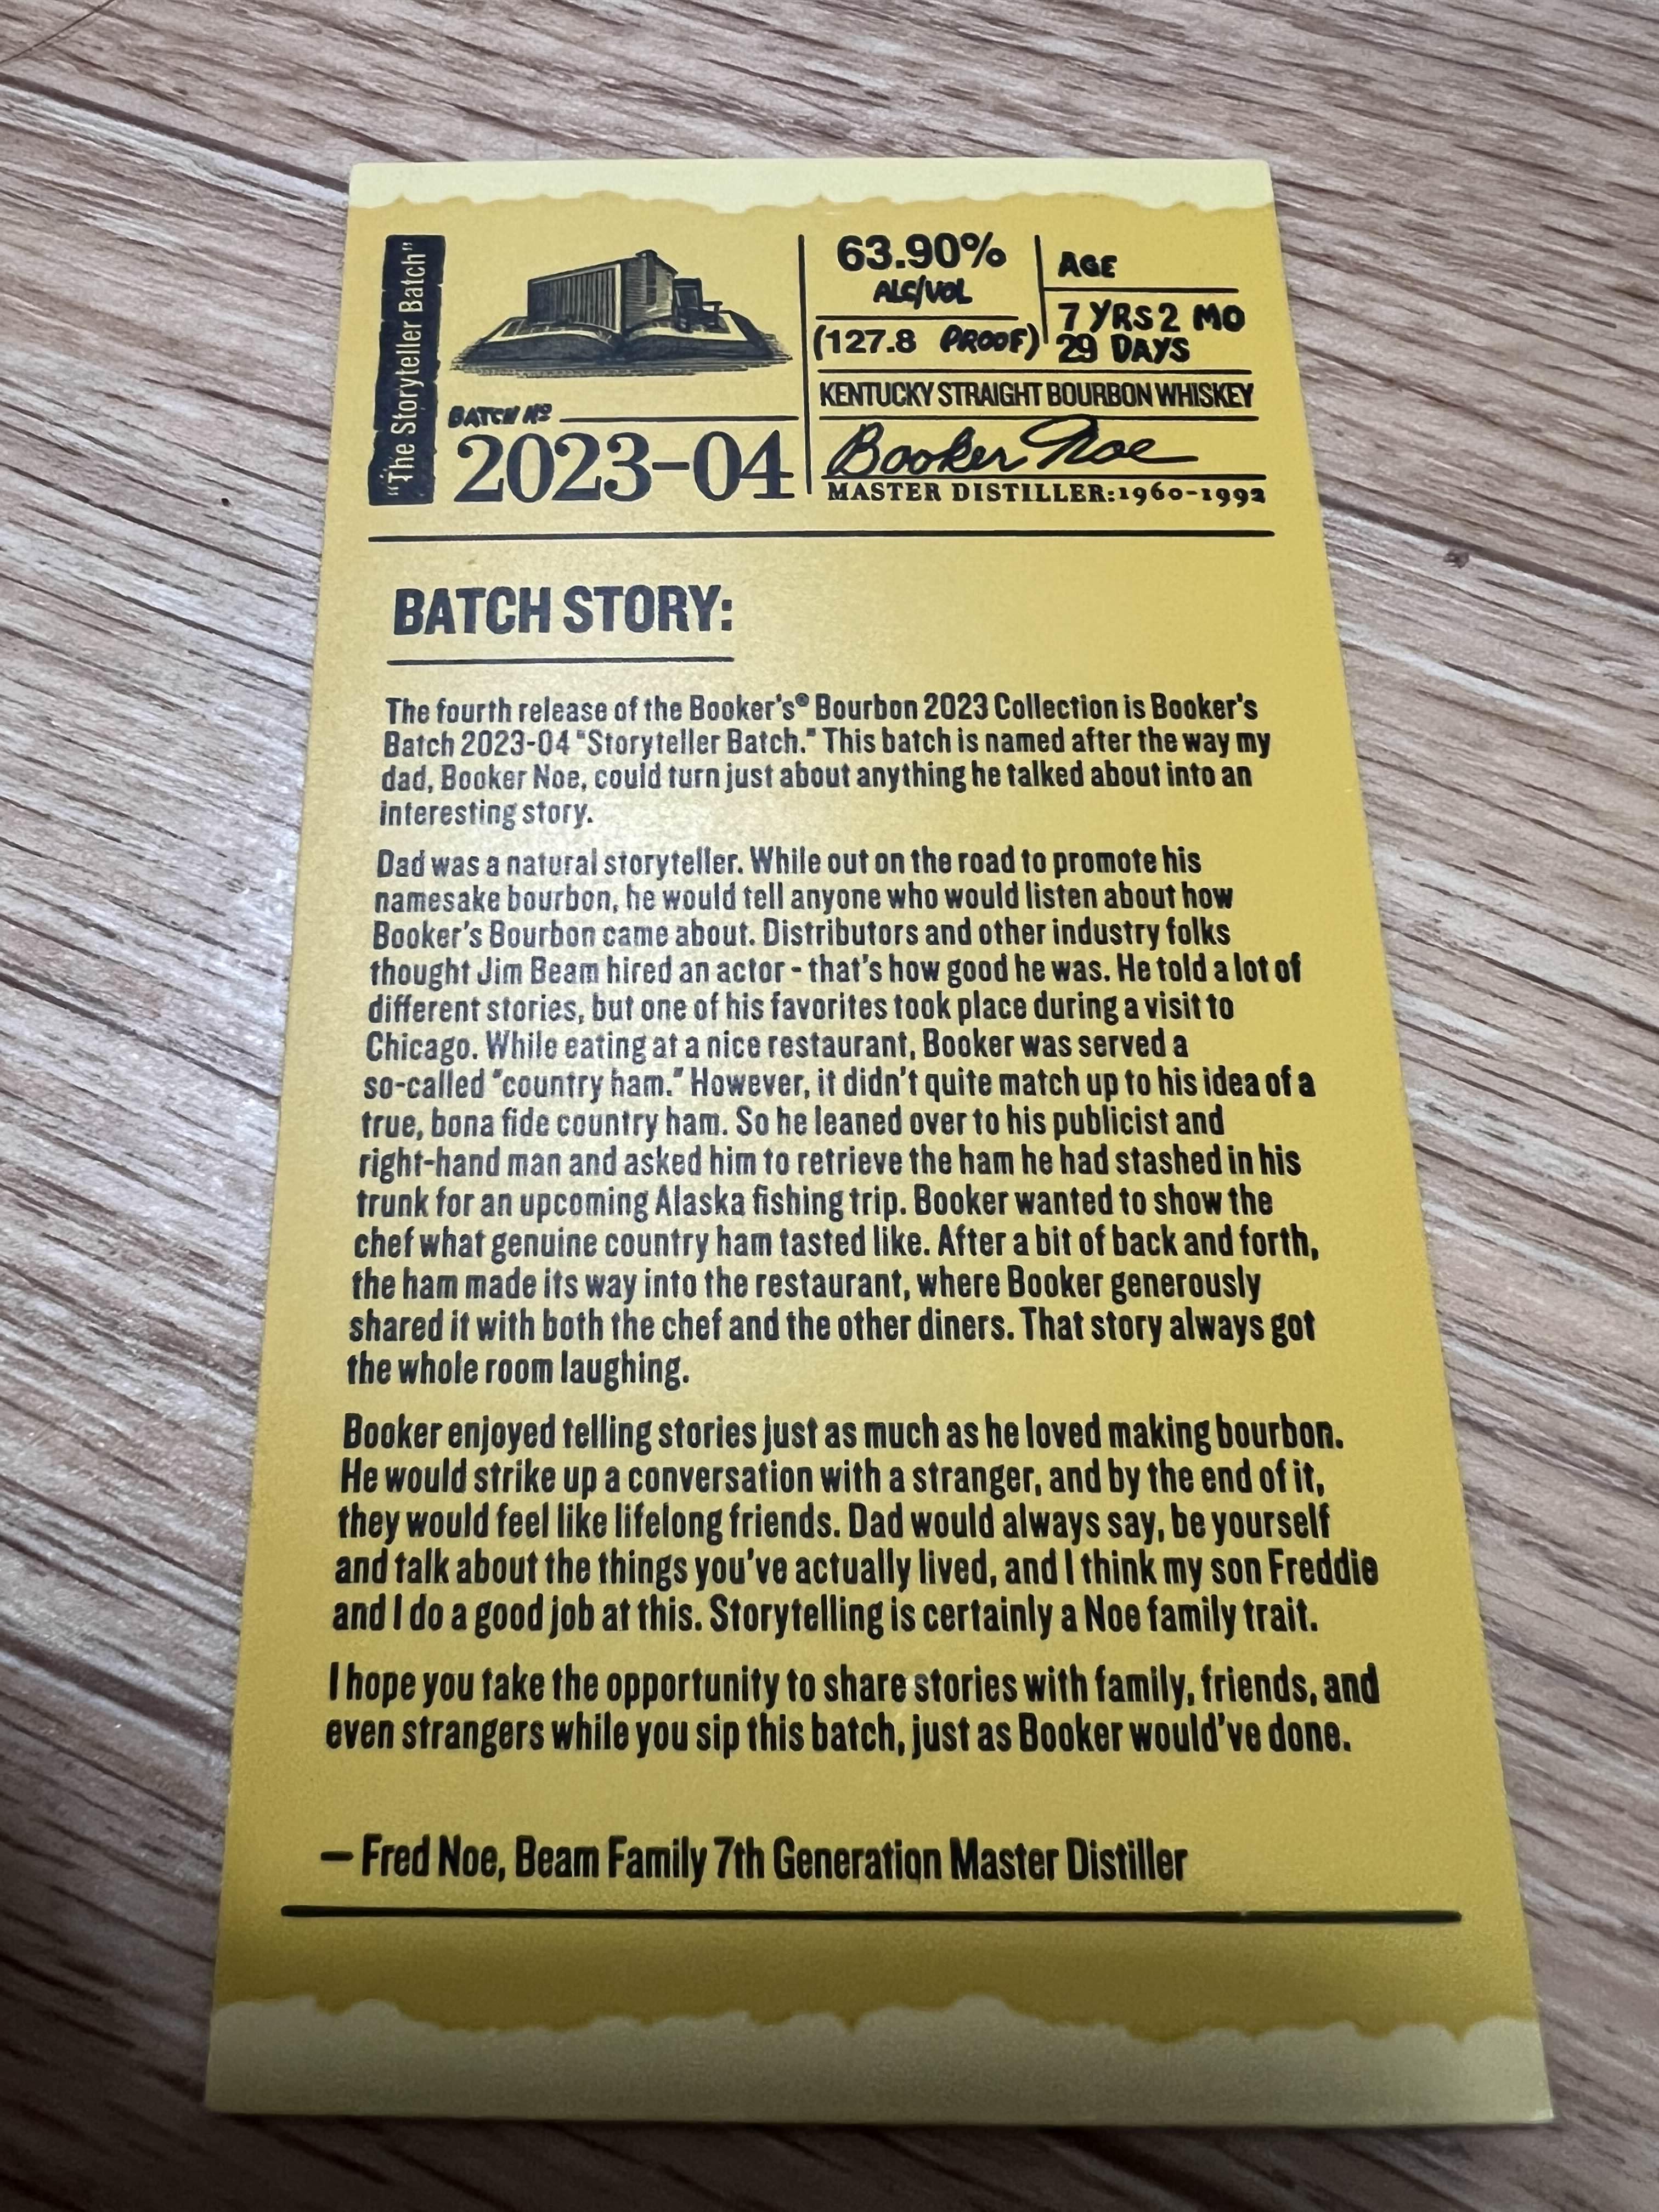 "The Storyteller Batch"
BATCH Nº
2023-04
63.90%
ALC/VOL
(127.8 PROOF)
AGE
7 YRS 2 MO
29 DAYS
KENTUCKY STRAIGHT BOURBON WHISKEY
Booker Noe
MASTER DISTILLER:1960-1992
BATCH STORY:
The fourth release of the Booker's® Bourbon 2023 Collection is Booker's
Batch 2023-04 "Storyteller Batch." This batch is named after the way my
dad, Booker Noe, could turn just about anything he talked about into an
interesting story.
Dad was a natural storyteller. While out on the road to promote his
namesake bourbon, he would tell anyone who would listen about how
Booker's Bourbon came about. Distributors and other industry folks
thought Jim Beam hired an actor - that's how good he was. He told a lot of
different stories, but one of his favorites took place during a visit to
Chicago. While eating at a nice restaurant, Booker was served a
so-called "country ham." However, it didn't quite match up to his idea of a
true, bona fide country ham. So he leaned over to his publicist and
right-hand man and asked him to retrieve the ham he had stashed in his
trunk for an upcoming Alaska fishing trip. Booker wanted to show the
chef what genuine country ham tasted like. After a bit of back and forth,
the ham made its way into the restaurant, where Booker generously
shared it with both the chef and the other diners. That story always got
the whole room laughing.
Booker enjoyed telling stories just as much as he loved making bourbon.
He would strike up a conversation with a stranger, and by the end of it,
they would feel like lifelong friends. Dad would always say, be yourself
and talk about the things you've actually lived, and I think my son Freddie
and I do a good job at this. Storytelling is certainly a Noe family trait.
I hope you take the opportunity to share stories with family, friends, and
even strangers while you sip this batch, just as Booker would've done.
— Fred Noe, Beam Family 7th Generation Master Distiller